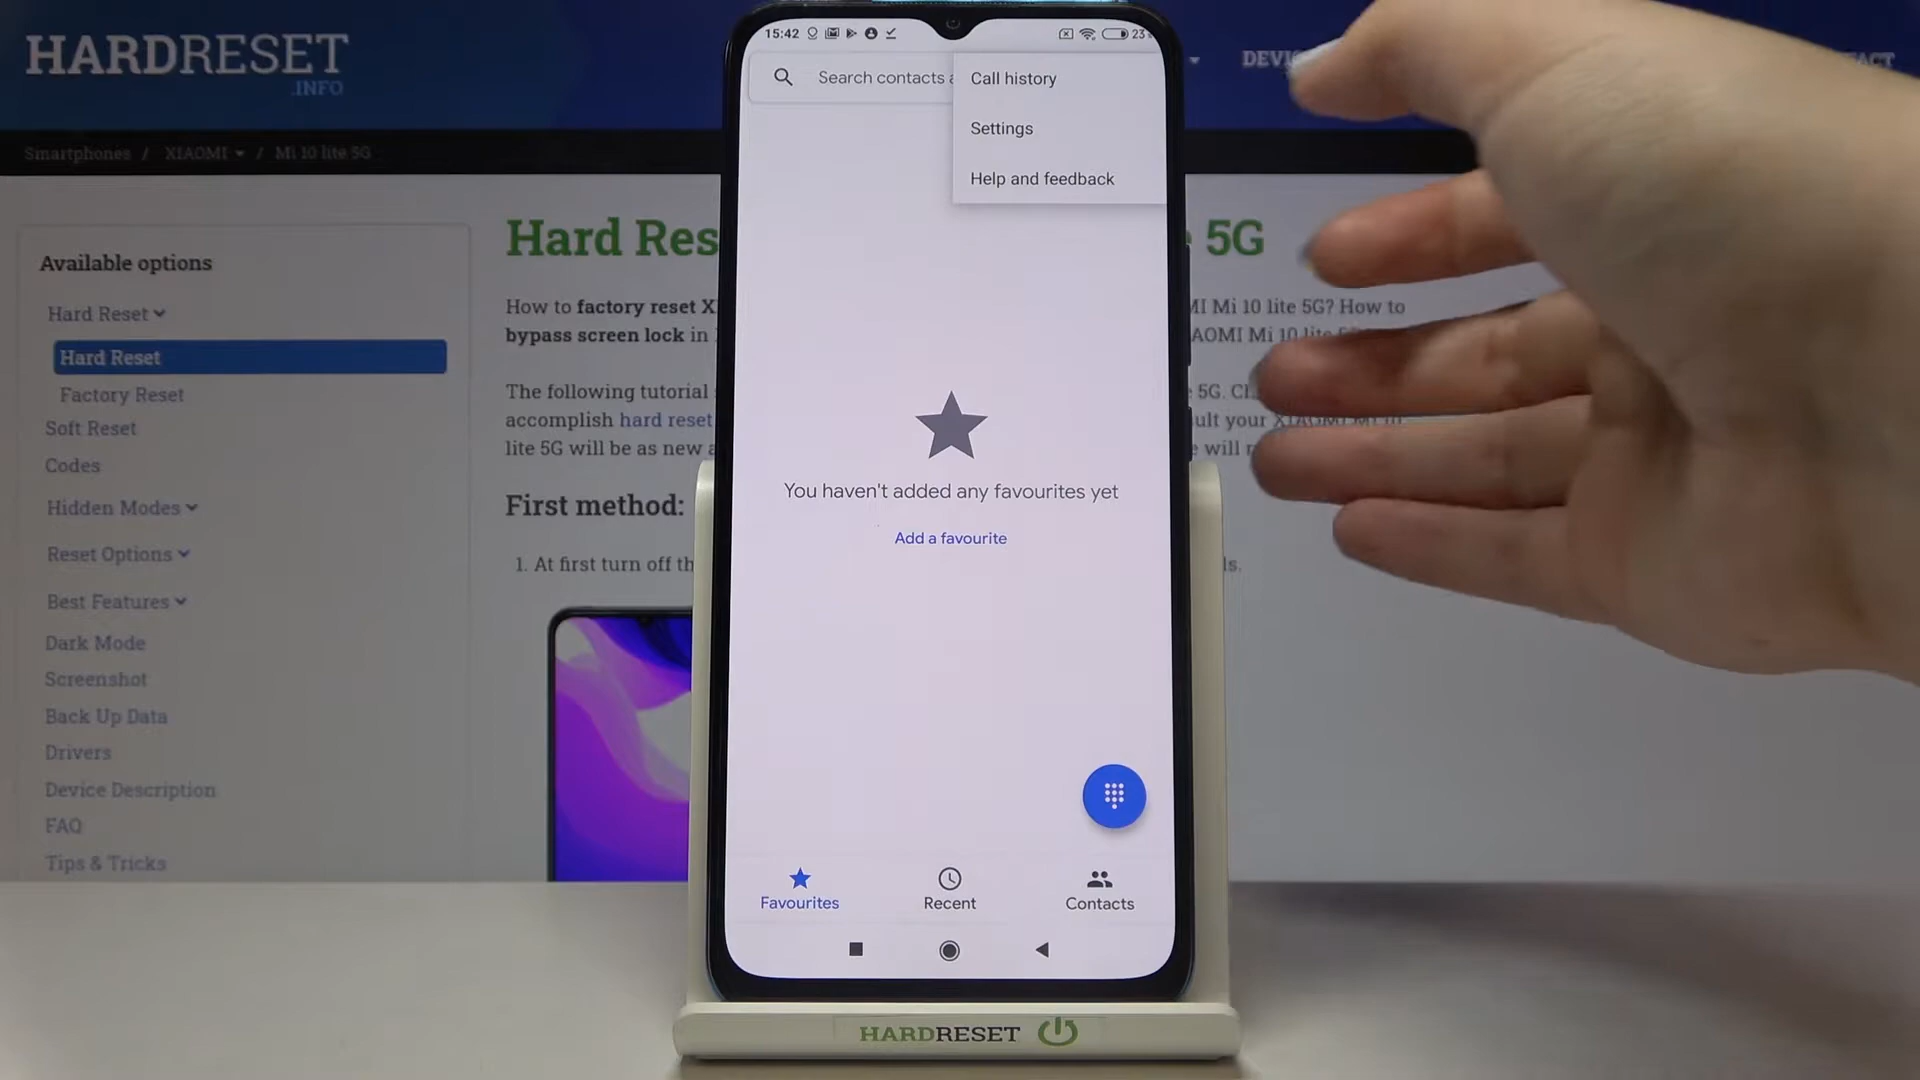 HARDRESET
.INFO
DEVI
ACT
Smartphones / XIAOMI / Mi 10 lite 5G
Available options
Hard Reset
Hard Reset
Factory Reset
Soft Reset
Codes
Hidden Modes
Reset Options
Best Features
Dark Mode
Screenshot
Back Up Data
Drivers
Device Description
FAQ
Tips & Tricks
Hard Res
5G
How to factory reset X
MI Mi 10 lite 5G? How to
bypass screen lock in
AOMI Mi 10 lite 5G?
The following tutorial
5G.
accomplish hard reset
ult your XIAOMI Mi 10
lite 5G will be as new a
e will r
First method:
1. At first turn off th
ls.
15:42
23
Search contacts a
Call history
Settings
Help and feedback
You haven't added any favourites yet
Add a favourite
Favourites
Recent
Contacts
HARDRESET